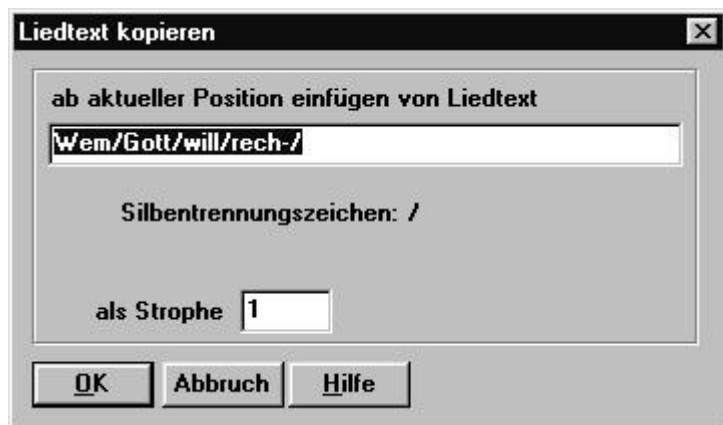 Liedtext kopieren
ab aktueller Position einfügen von Liedtext
Wem/Gott/will/rech-/
Silbentrennungszeichen: /
als Strophe 1
OK Abbruch Hilfe